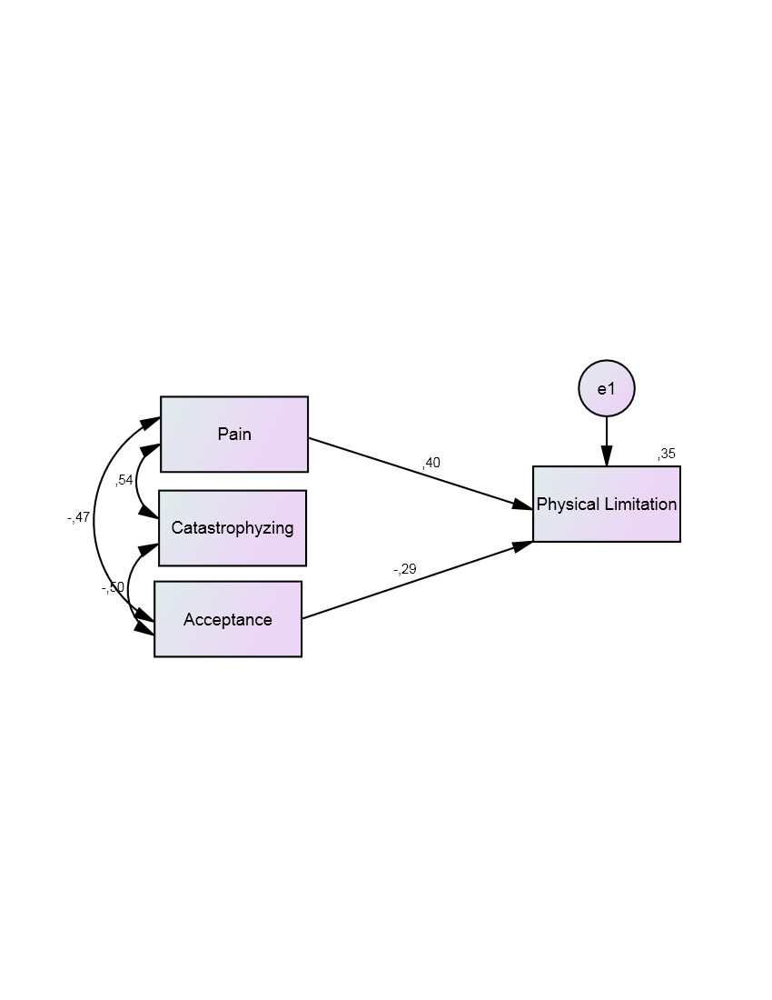 e1
Pain
,35
,40
,54
Physical Limitation
-,47
Catastrophyzing
-,29
-,50
Acceptance